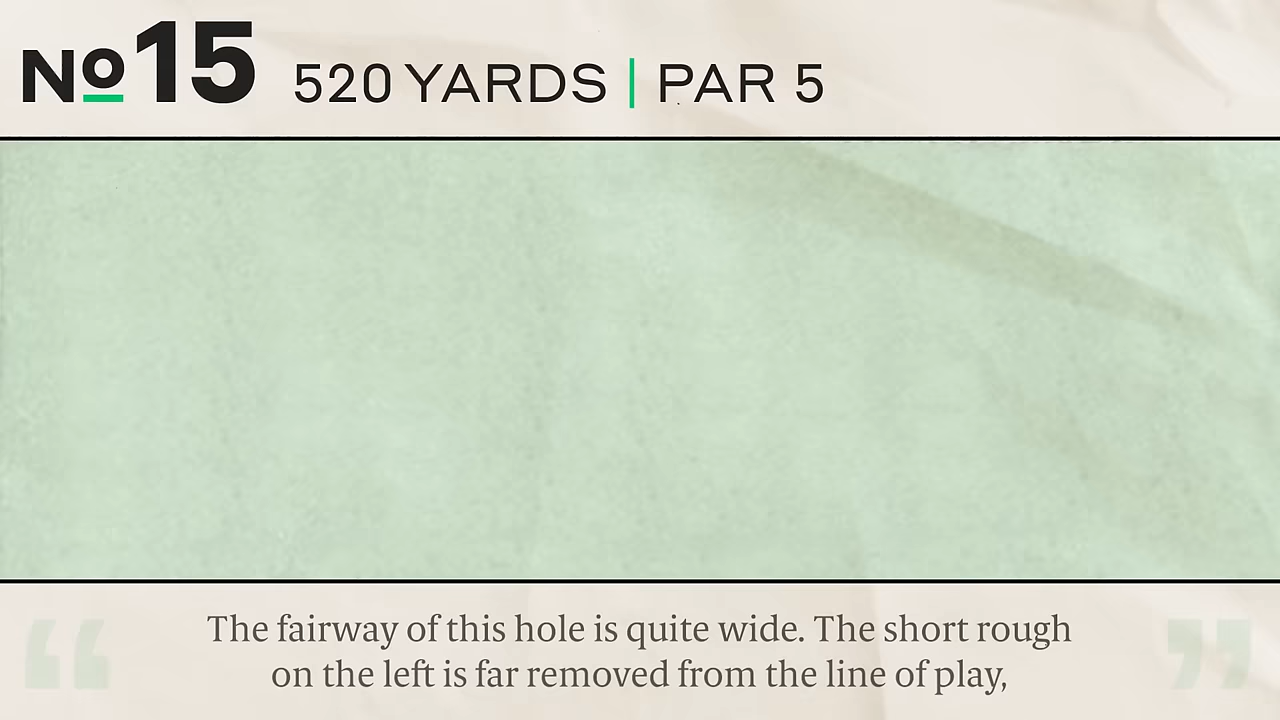 Nº15 520 YARDS | PAR 5
“The fairway of this hole is quite wide. The short rough
on the left is far removed from the line of play,”